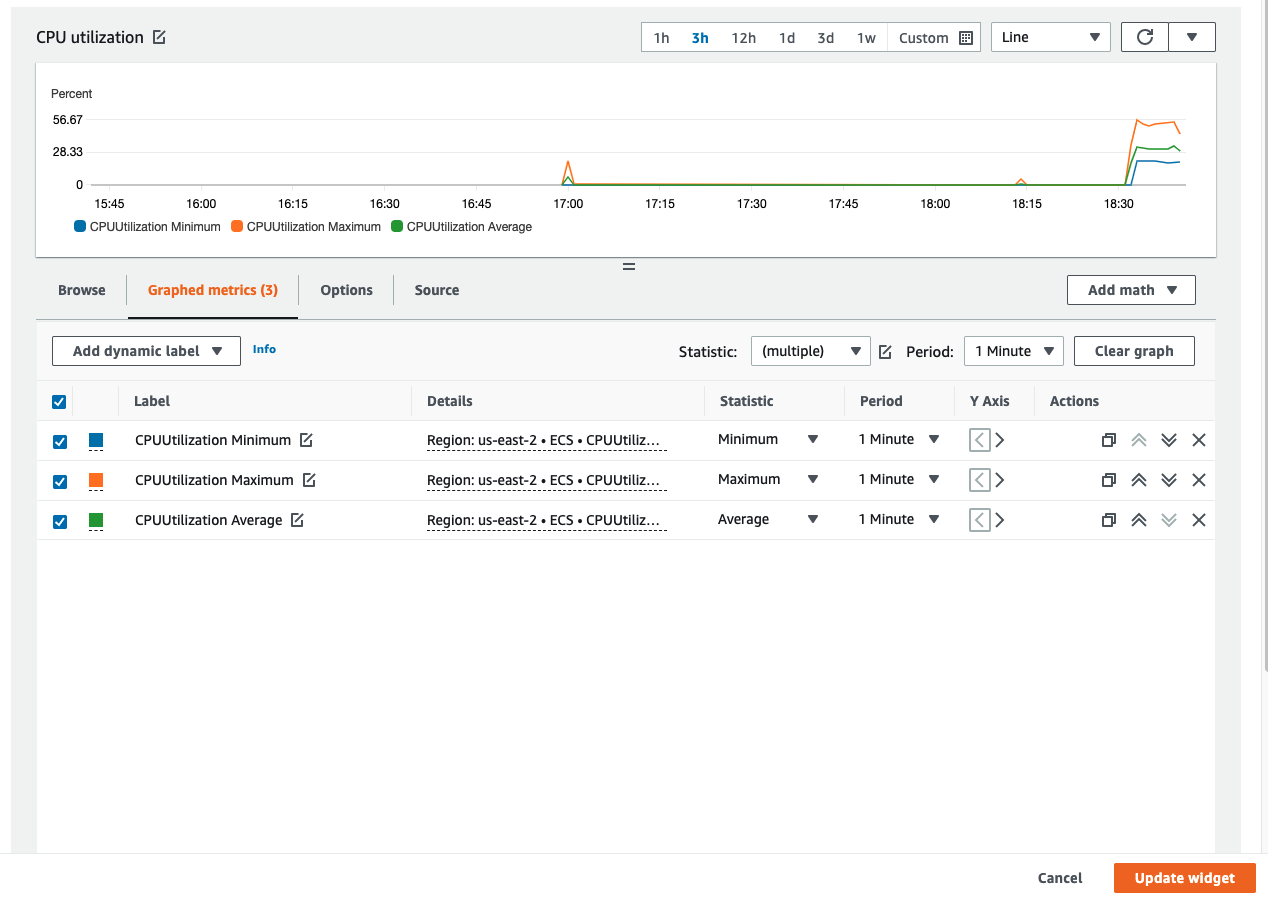 CPU utilization
1h 3h 12h 1d 3d 1w Custom Line
Percent
56.67
28.33
0
15:45 16:00 16:15 16:30 16:45 17:00 17:15 17:30 17:45 18:00 18:15 18:30
CPUUtilization Minimum CPUUtilization Maximum CPUUtilization Average
Browse Graphed metrics (3) Options Source Add math
Add dynamic label Info Statistic: (multiple) Period: 1 Minute Clear graph
Label Details Statistic Period Y Axis Actions
CPUUtilization Minimum Region: us-east-2 • ECS • CPUUtiliz... Minimum 1 Minute
CPUUtilization Maximum Region: us-east-2 • ECS • CPUUtiliz... Maximum 1 Minute
CPUUtilization Average Region: us-east-2 • ECS • CPUUtiliz... Average 1 Minute
Cancel Update widget